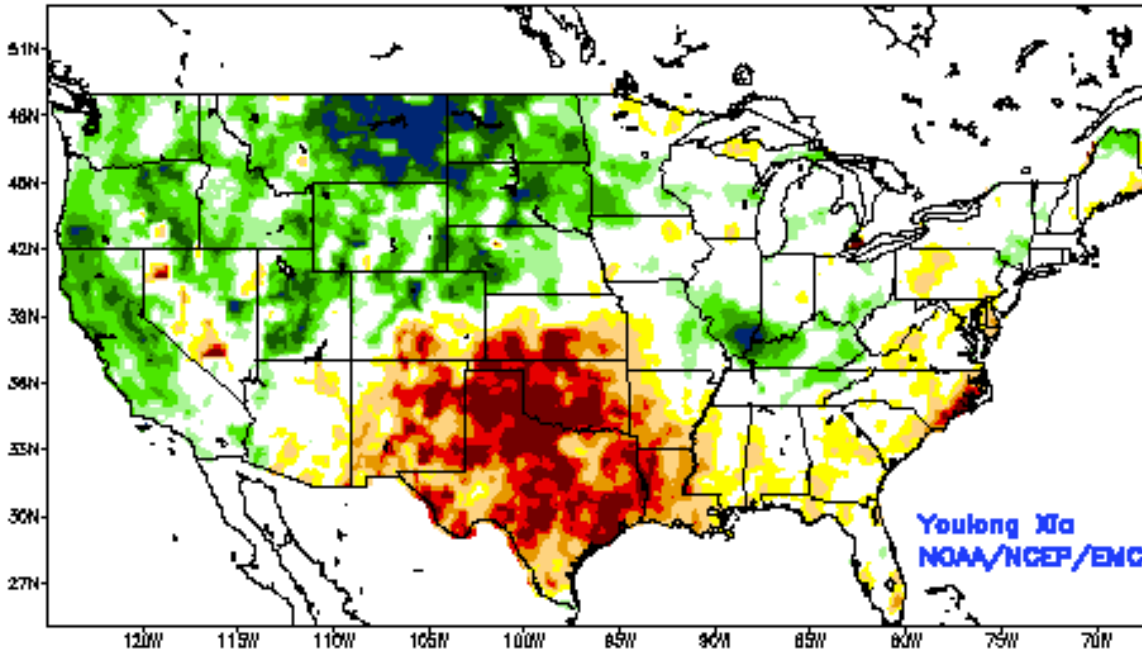 51N
48N
45N
42N
39N
36N
33N
30N
27N
120W
115W
110W
105W
100W
95W
90W
85W
80W
75W
70W
Youlong Xia
NOAA/NCEP/EMC